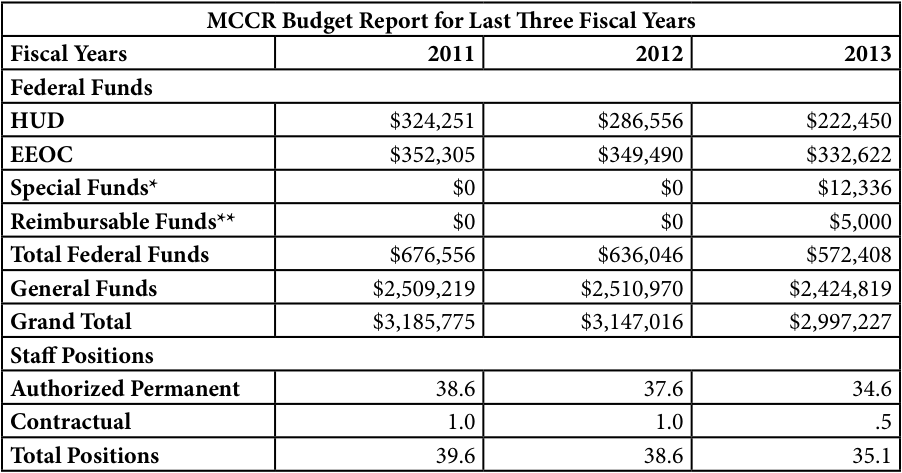 MCCR Budget Report for Last Three Fiscal Years
Fiscal Years 2011 2012 2013
Federal Funds
HUD $324,251 $286,556 $222,450
EEOC $352,305 $349,490 $332,622
Special Funds* $0 $0 $12,336
Reimbursable Funds** $0 $0 $5,000
Total Federal Funds $676,556 $636,046 $572,408
General Funds $2,509,219 $2,510,970 $2,424,819
Grand Total $3,185,775 $3,147,016 $2,997,227
Staff Positions
Authorized Permanent 38.6 37.6 34.6
Contractual 1.0 1.0 .5
Total Positions 39.6 38.6 35.1